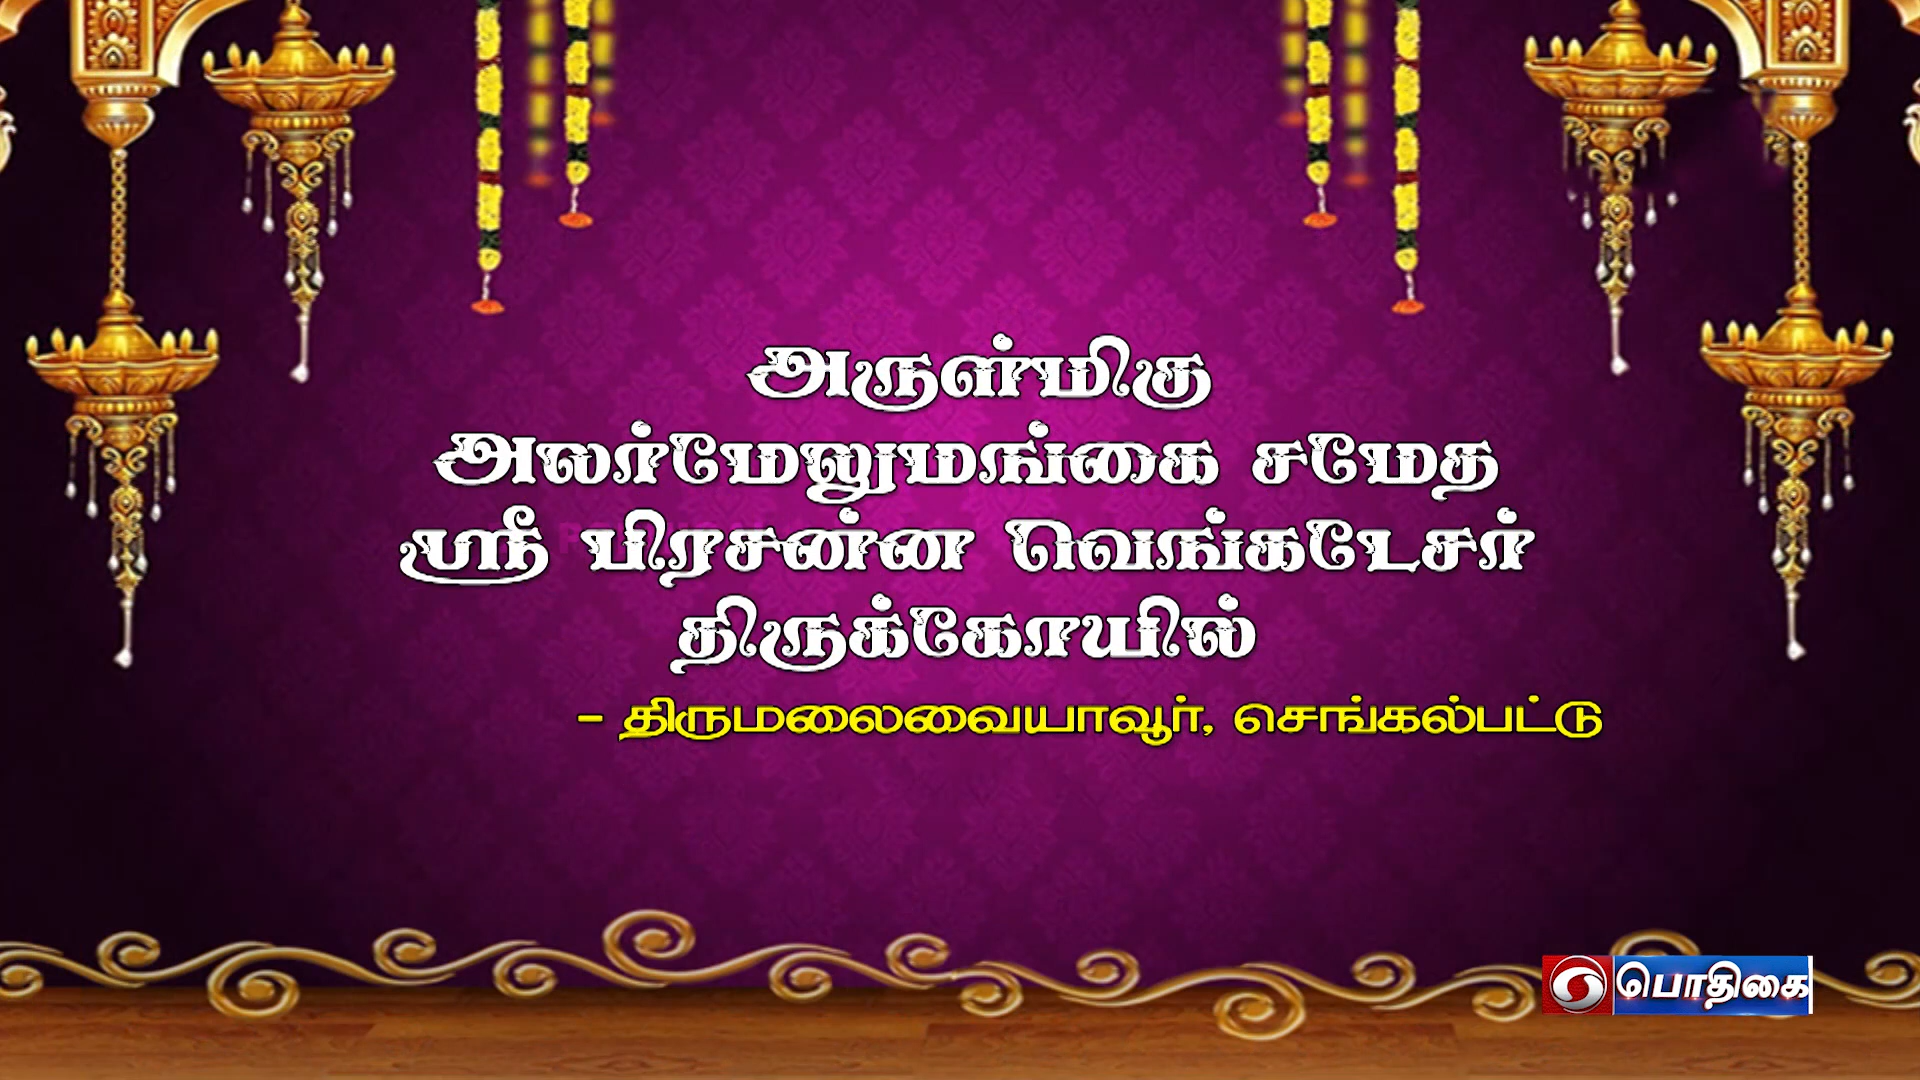 அருள்மிகு
அலர்மேலுமங்கை சமேத
ஸ்ரீ பிரசன்ன வெங்கடேசர்
திருக்கோயில்
– திருமலைவையாவூர், செங்கல்பட்டு
பொதிகை